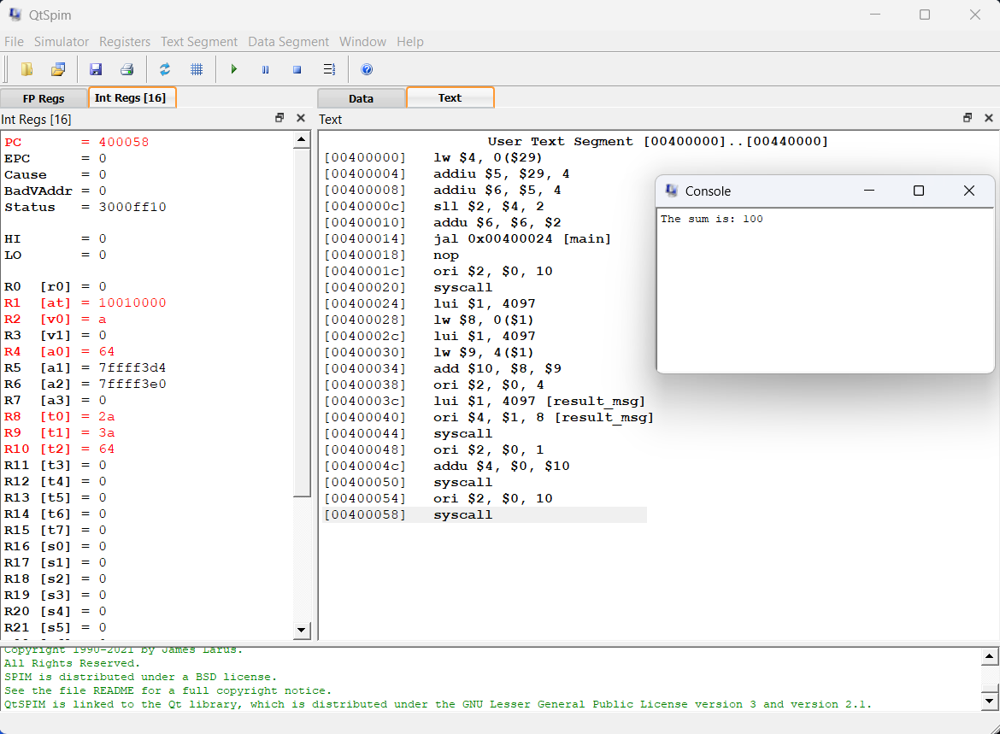 QtSpim
File Simulator Registers Text Segment Data Segment Window Help
FP Regs Int Regs [16]
Int Regs [16]
PC = 400058
EPC = 0
Cause = 0
BadVAddr = 0
Status = 3000ff10
HI = 0
LO = 0
R0 [r0] = 0
R1 [at] = 10010000
R2 [v0] = a
R3 [v1] = 0
R4 [a0] = 64
R5 [a1] = 7ffff3d4
R6 [a2] = 7ffff3e0
R7 [a3] = 0
R8 [t0] = 2a
R9 [t1] = 3a
R10 [t2] = 64
R11 [t3] = 0
R12 [t4] = 0
R13 [t5] = 0
R14 [t6] = 0
R15 [t7] = 0
R16 [s0] = 0
R17 [s1] = 0
R18 [s2] = 0
R19 [s3] = 0
R20 [s4] = 0
R21 [s5] = 0
Data Text
Text
User Text Segment [00400000]..[00440000]
[00400000] lw $4, 0($29)
[00400004] addiu $5, $29, 4
[00400008] addiu $6, $5, 4
[0040000c] sll $2, $4, 2
[00400010] addu $6, $6, $2
[00400014] jal 0x00400024 [main]
[00400018] nop
[0040001c] ori $2, $0, 10
[00400020] syscall
[00400024] lui $1, 4097
[00400028] lw $8, 0($1)
[0040002c] lui $1, 4097
[00400030] lw $9, 4($1)
[00400034] add $10, $8, $9
[00400038] ori $2, $0, 4
[0040003c] lui $1, 4097 [result_msg]
[00400040] ori $4, $1, 8 [result_msg]
[00400044] syscall
[00400048] ori $2, $0, 1
[0040004c] addu $4, $0, $10
[00400050] syscall
[00400054] ori $2, $0, 10
[00400058] syscall
Console
The sum is: 100
Copyright 1990-2021 by James Larus.
All Rights Reserved.
SPIM is distributed under a BSD license.
See the file README for a full copyright notice.
QtSPIM is linked to the Qt library, which is distributed under the GNU Lesser General Public License version 3 and version 2.1.